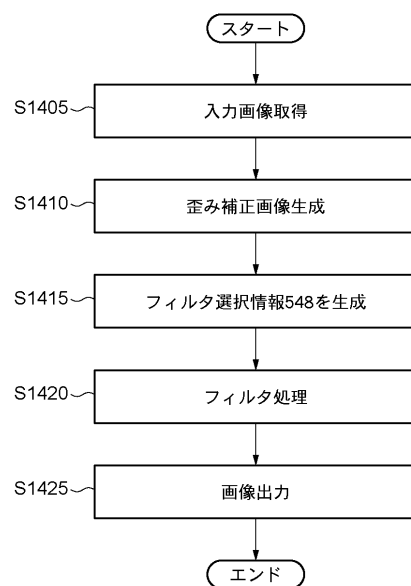 スタート
S1405
入力画像取得
S1410
歪み補正画像生成
S1415
フィルタ選択情報548を生成
S1420
フィルタ処理
S1425
画像出力
エンド